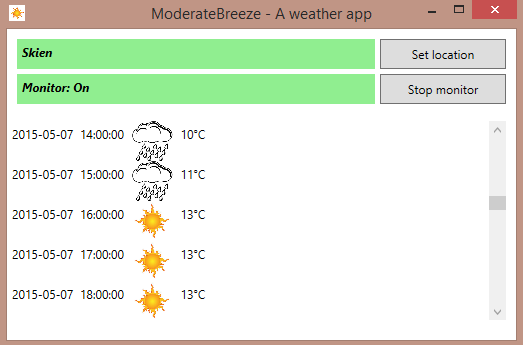 ModerateBreeze - A weather app
Skien
Set location
Monitor: On
Stop monitor
2015-05-07 14:00:00 10°C
2015-05-07 15:00:00 11°C
2015-05-07 16:00:00 13°C
2015-05-07 17:00:00 13°C
2015-05-07 18:00:00 13°C